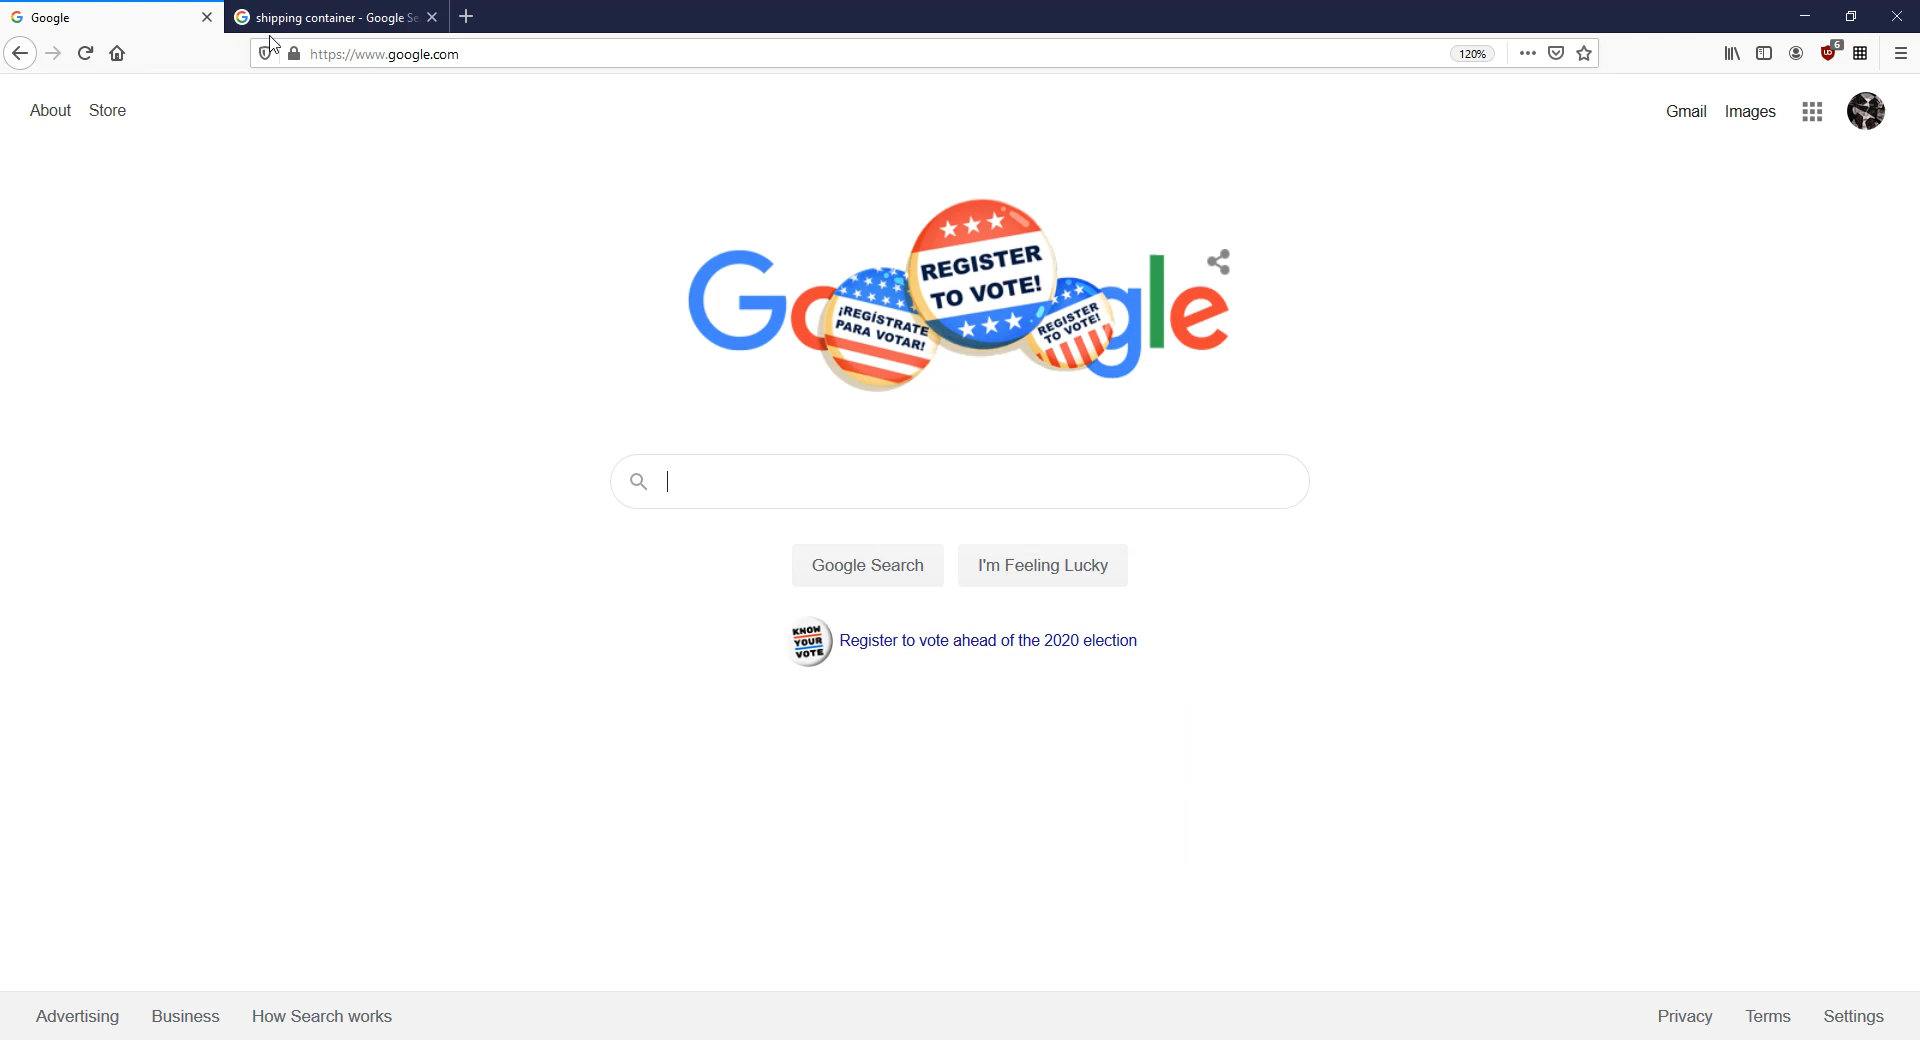 Google
shipping container - Google Se
https://www.google.com
120%
6
About Store
Gmail Images
Google
REGISTER
TO VOTE!
¡REGÍSTRATE
PARA VOTAR!
REGISTER
TO VOTE!
Google Search
I'm Feeling Lucky
KNOW
YOUR
VOTE
Register to vote ahead of the 2020 election
Advertising Business How Search works
Privacy Terms Settings